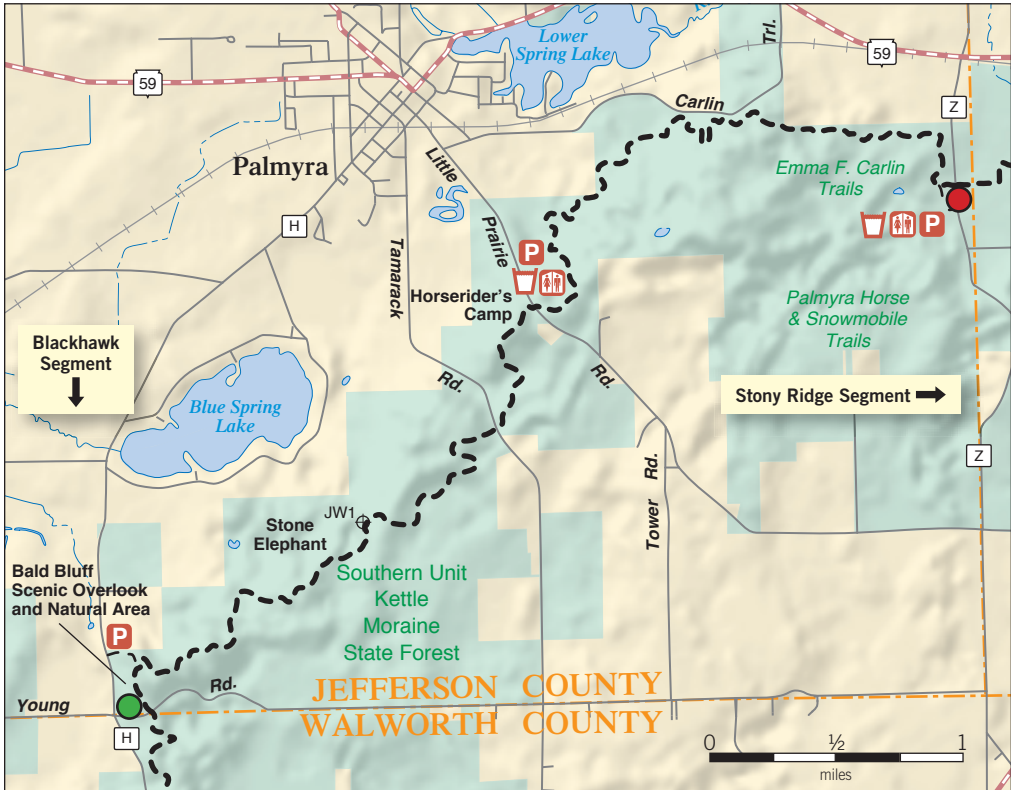 Lower
Spring Lake
Trl.
59
59
Carlin
Z
Palmyra
Little
Prairie
Emma F. Carlin
Trails
H
P
P
Tamarack
Horserider's
Camp
Palmyra Horse
& Snowmobile
Trails
Blackhawk
Segment
Rd.
Rd.
Stony Ridge Segment
Blue Spring
Lake
Z
Tower Rd.
JW1
Stone
Elephant
Bald Bluff
Scenic Overlook
and Natural Area
P
Southern Unit
Kettle
Moraine
State Forest
Young
Rd.
JEFFERSON COUNTY
WALWORTH COUNTY
H
0 ½ 1
miles